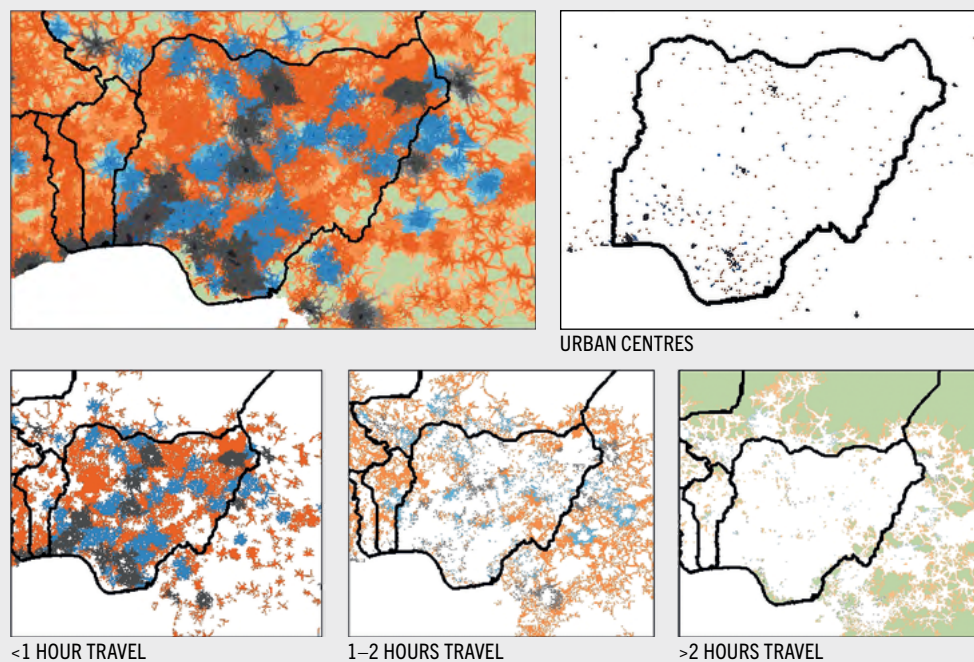 URBAN CENTRES
<1 HOUR TRAVEL
1–2 HOURS TRAVEL
>2 HOURS TRAVEL